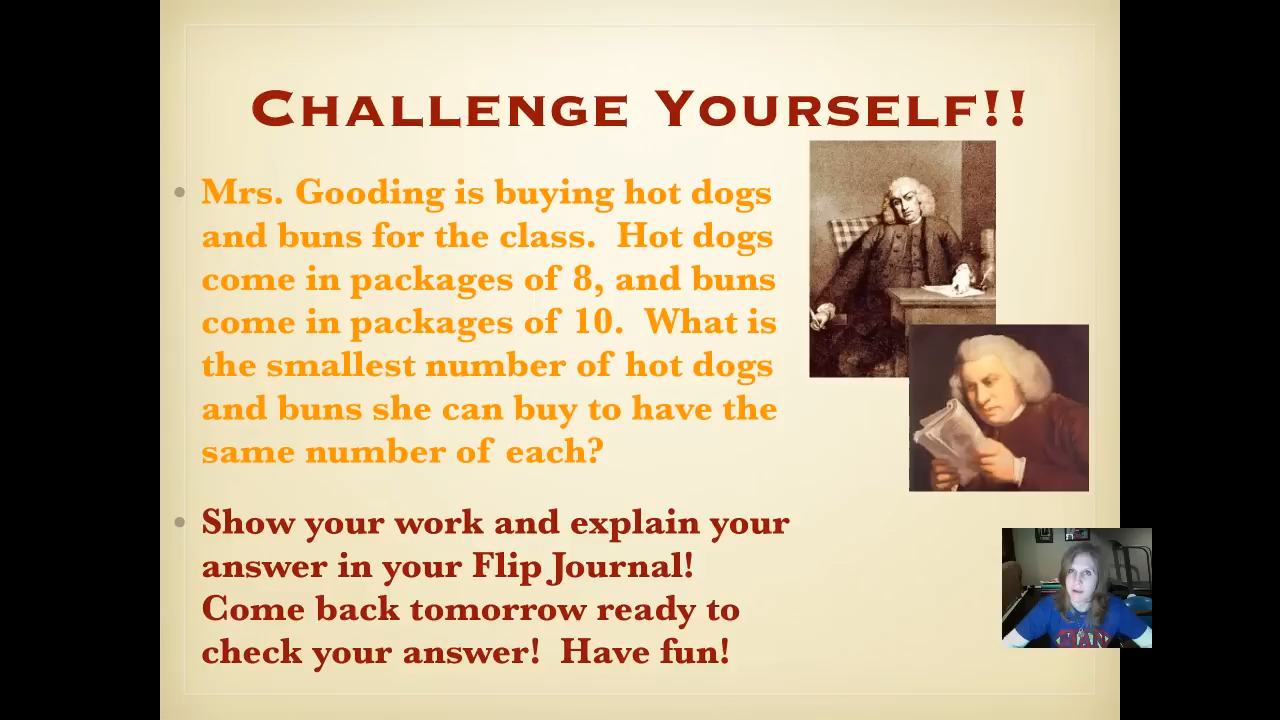 Challenge Yourself!!
• Mrs. Gooding is buying hot dogs
and buns for the class.  Hot dogs
come in packages of 8, and buns
come in packages of 10.  What is
the smallest number of hot dogs
and buns she can buy to have the
same number of each?
• Show your work and explain your
answer in your Flip Journal!
Come back tomorrow ready to
check your answer!  Have fun!